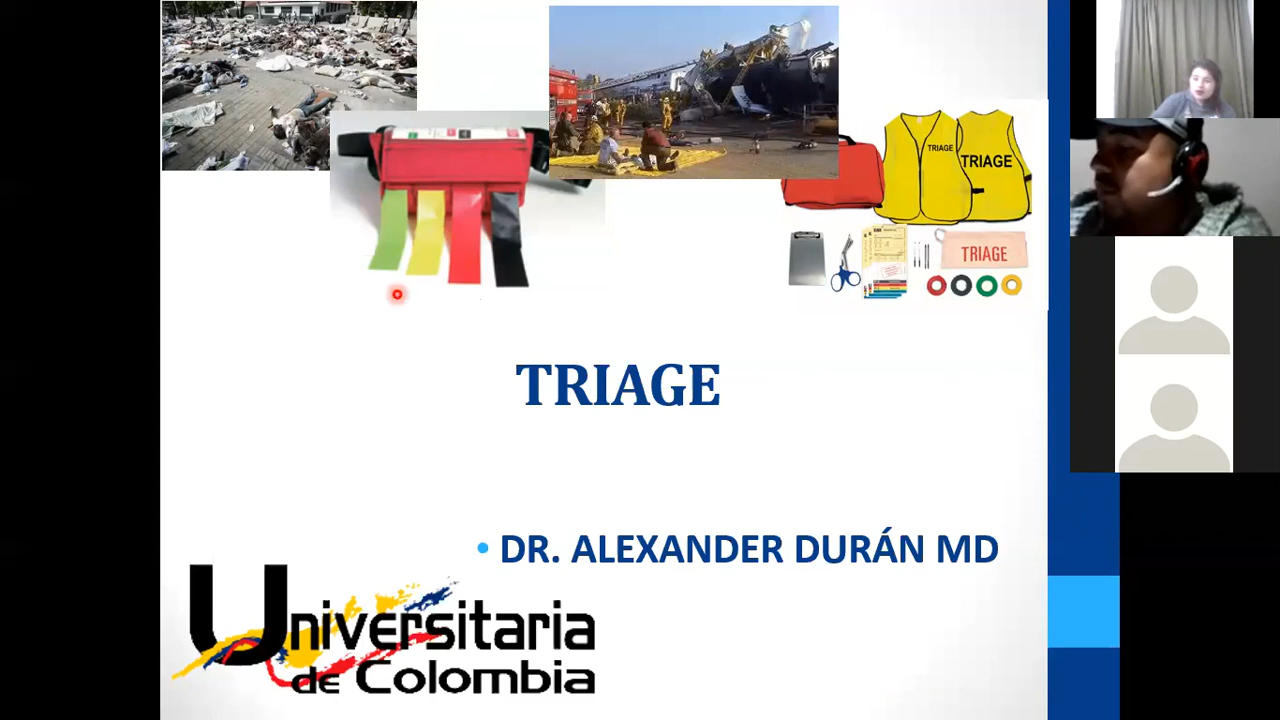 TRIAGE
TRIAGE
TRIAGE
TRIAGE
• DR. ALEXANDER DURÁN MD
Universitaria
de Colombia